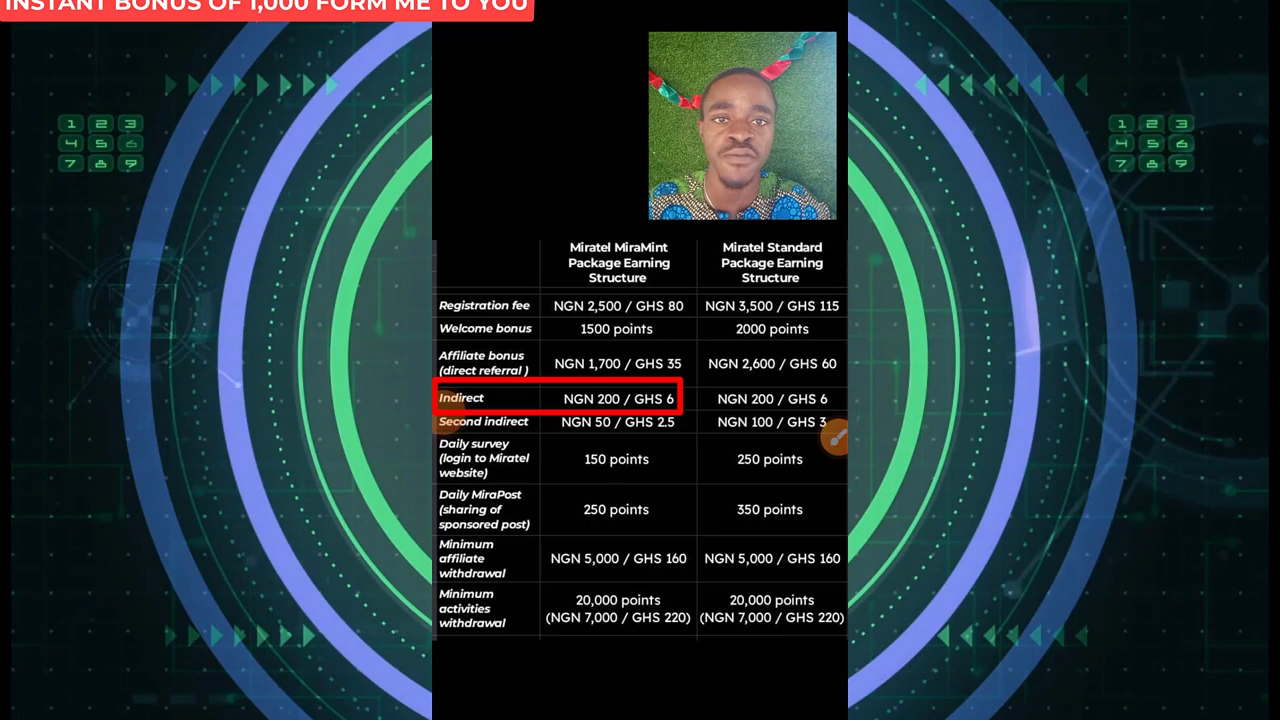 INSTANT BONUS OF 1,000 FORM ME TO YOU
1 2 3
4 5 6
7 8 9
1 2 3
4 5 6
7 8 9
Miratel MiraMint
Package Earning
Structure
Miratel Standard
Package Earning
Structure
Registration fee NGN 2,500 / GHS 80 NGN 3,500 / GHS 115
Welcome bonus 1500 points 2000 points
Affiliate bonus
(direct referral ) NGN 1,700 / GHS 35 NGN 2,600 / GHS 60
Indirect NGN 200 / GHS 6 NGN 200 / GHS 6
Second indirect NGN 50 / GHS 2.5 NGN 100 / GHS 3
Daily survey
(login to Miratel
website)
150 points 250 points
Daily MiraPost
(sharing of
sponsored post)
250 points 350 points
Minimum
affiliate
withdrawal
NGN 5,000 / GHS 160 NGN 5,000 / GHS 160
Minimum
activities
withdrawal
20,000 points
(NGN 7,000 / GHS 220)
20,000 points
(NGN 7,000 / GHS 220)